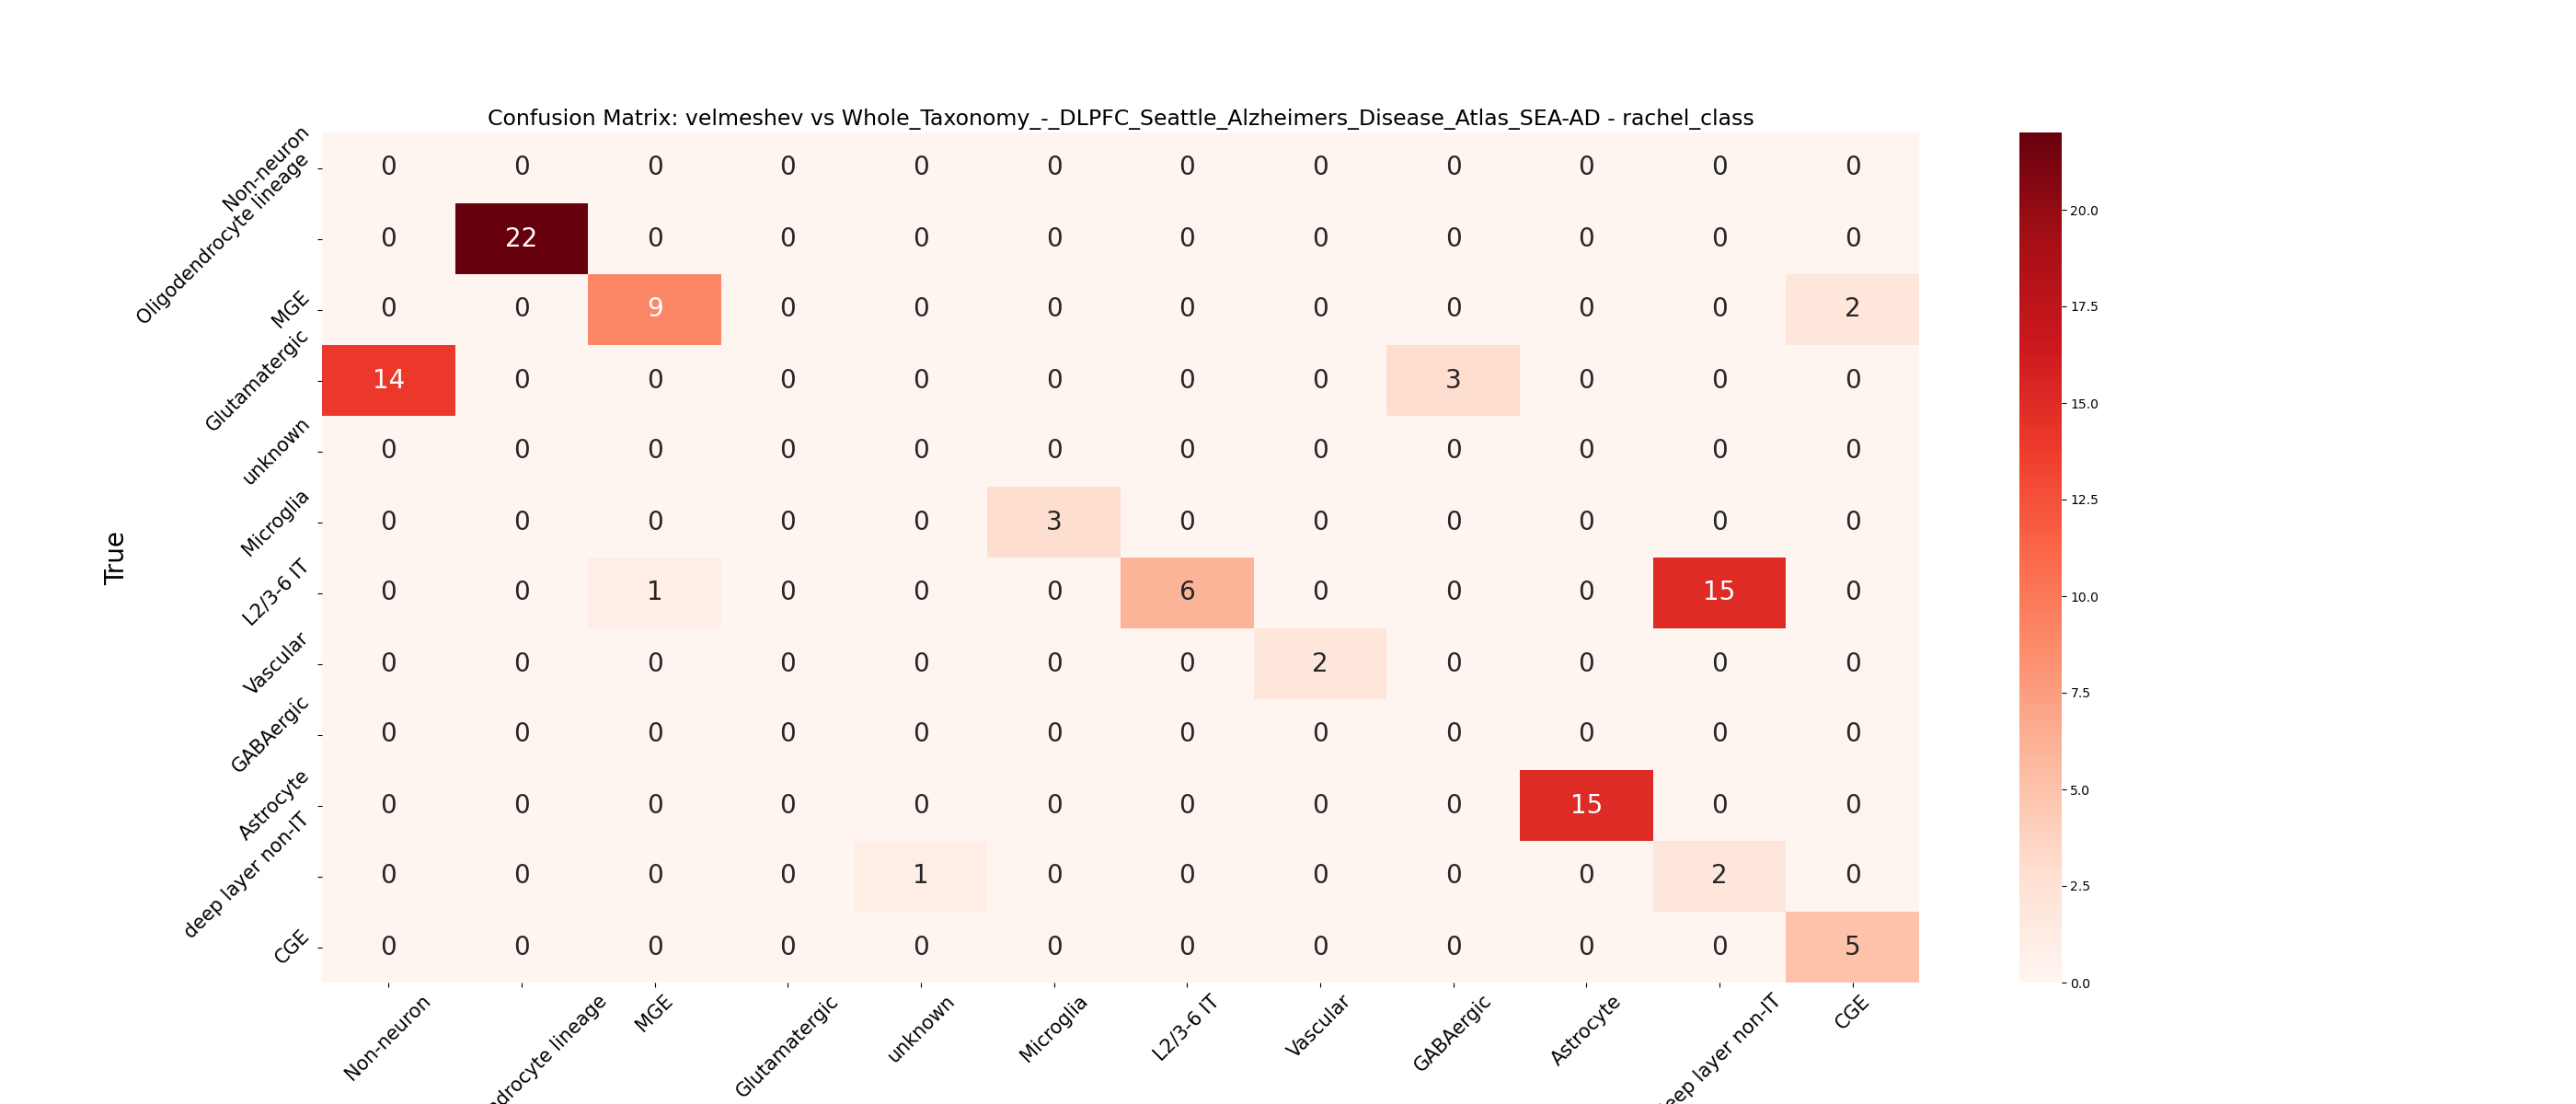 Confusion Matrix: velmeshev vs Whole_Taxonomy_-_DLPFC_Seattle_Alzheimers_Disease_Atlas_SEA-AD - rachel_class
True
Non-neuron 0 0 0 0 0 0 0 0 0 0 0 0
Oligodendrocyte lineage 0 22 0 0 0 0 0 0 0 0 0 0
MGE 0 0 9 0 0 0 0 0 0 0 0 2
Glutamatergic 14 0 0 0 0 0 0 0 3 0 0 0
unknown 0 0 0 0 0 0 0 0 0 0 0 0
Microglia 0 0 0 0 0 3 0 0 0 0 0 0
L2/3-6 IT 0 0 1 0 0 0 6 0 0 0 15 0
Vascular 0 0 0 0 0 0 0 2 0 0 0 0
GABAergic 0 0 0 0 0 0 0 0 0 0 0 0
Astrocyte 0 0 0 0 0 0 0 0 0 15 0 0
deep layer non-IT 0 0 0 0 1 0 0 0 0 0 2 0
CGE 0 0 0 0 0 0 0 0 0 0 0 5
Non-neuron ndrocyte lineage MGE Glutamatergic unknown Microglia L2/3-6 IT Vascular GABAergic Astrocyte eep layer non-IT CGE
20.0
17.5
15.0
12.5
10.0
7.5
5.0
2.5
0.0